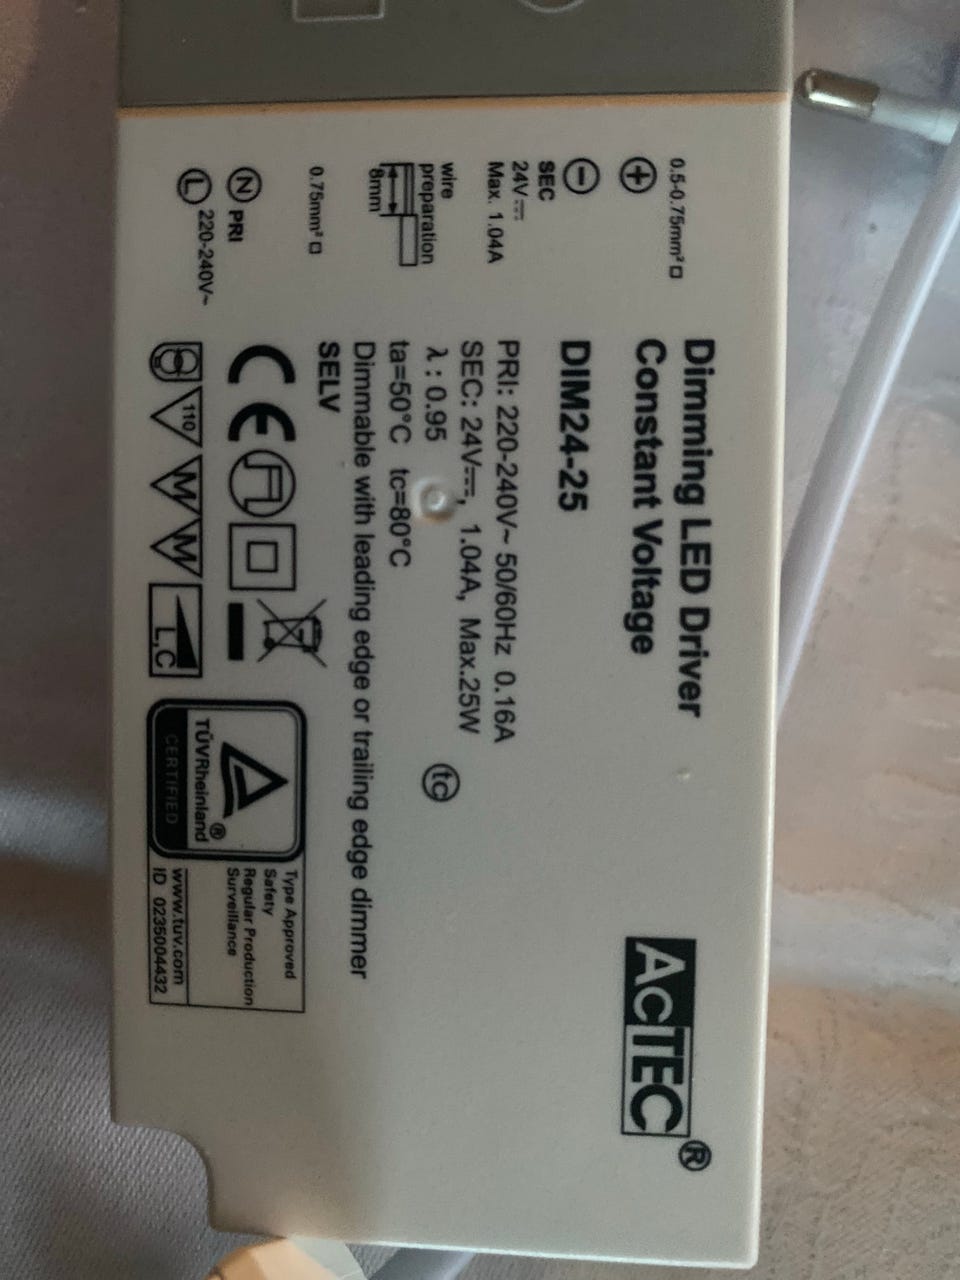 0.5-0.75mm²
+
-
SEC
24V⎓
Max. 1.04A
wire
preparation
8mm
0.75mm²
N PRI
L 220-240V~
Dimming LED Driver
Constant Voltage
DIM24-25
PRI: 220-240V~ 50/60Hz 0.16A
SEC: 24V⎓, 1.04A, Max.25W
λ : 0.95
ta=50°C tc=80°C
tc
Dimmable with leading edge or trailing edge dimmer
SELV
CE
110 M M L,C
TÜVRheinland®
CERTIFIED
Type Approved
Safety
Regular Production
Surveillance
www.tuv.com
ID 0235004432
AcTEC®